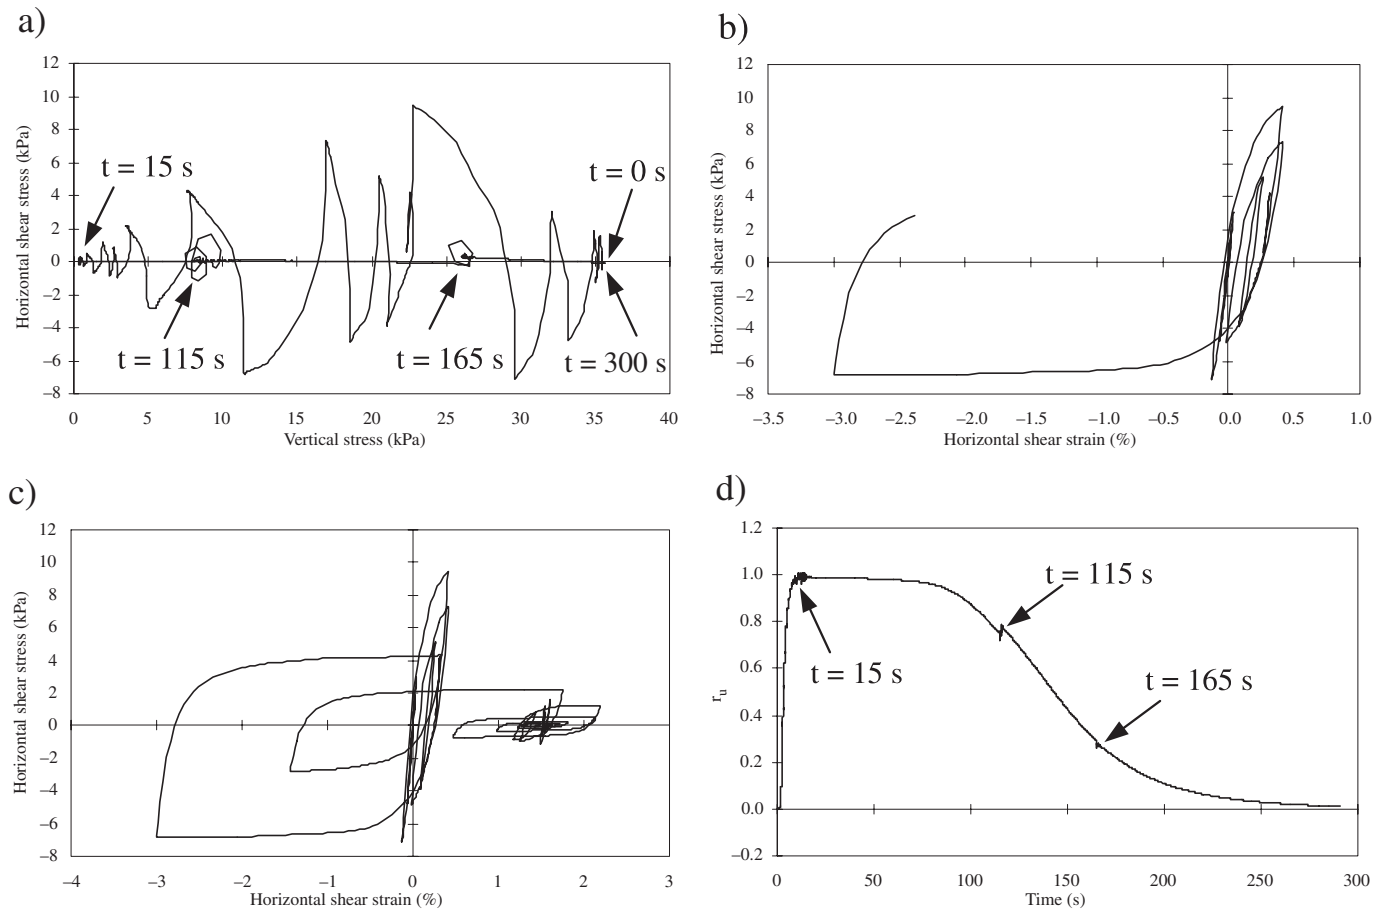 a)
12
10
8
6
4
2
0
−2
−4
−6
−8
Horizontal shear stress (kPa)
t = 15 s
t = 0 s
t = 115 s
t = 165 s
t = 300 s
0 5 10 15 20 25 30 35 40
Vertical stress (kPa)
b)
12
10
8
6
4
2
0
−2
−4
−6
−8
Horizontal shear stress (kPa)
−3.5 −3.0 −2.0 −1.5 −1.0 −0.5 0.0 0.5 1.0
Horizontal shear strain (%)
c)
12
10
8
6
4
2
0
−2
−4
−6
−8
Horizontal shear stress (kPa)
−4 −3 −2 −1 0 1 2 3
Horizontal shear strain (%)
d)
1.2
1.0
0.8
0.6
0.4
0.2
0.0
−0.2
ru
t = 115 s
t = 15 s
t = 165 s
0 50 100 150 200 250 300
Time (s)